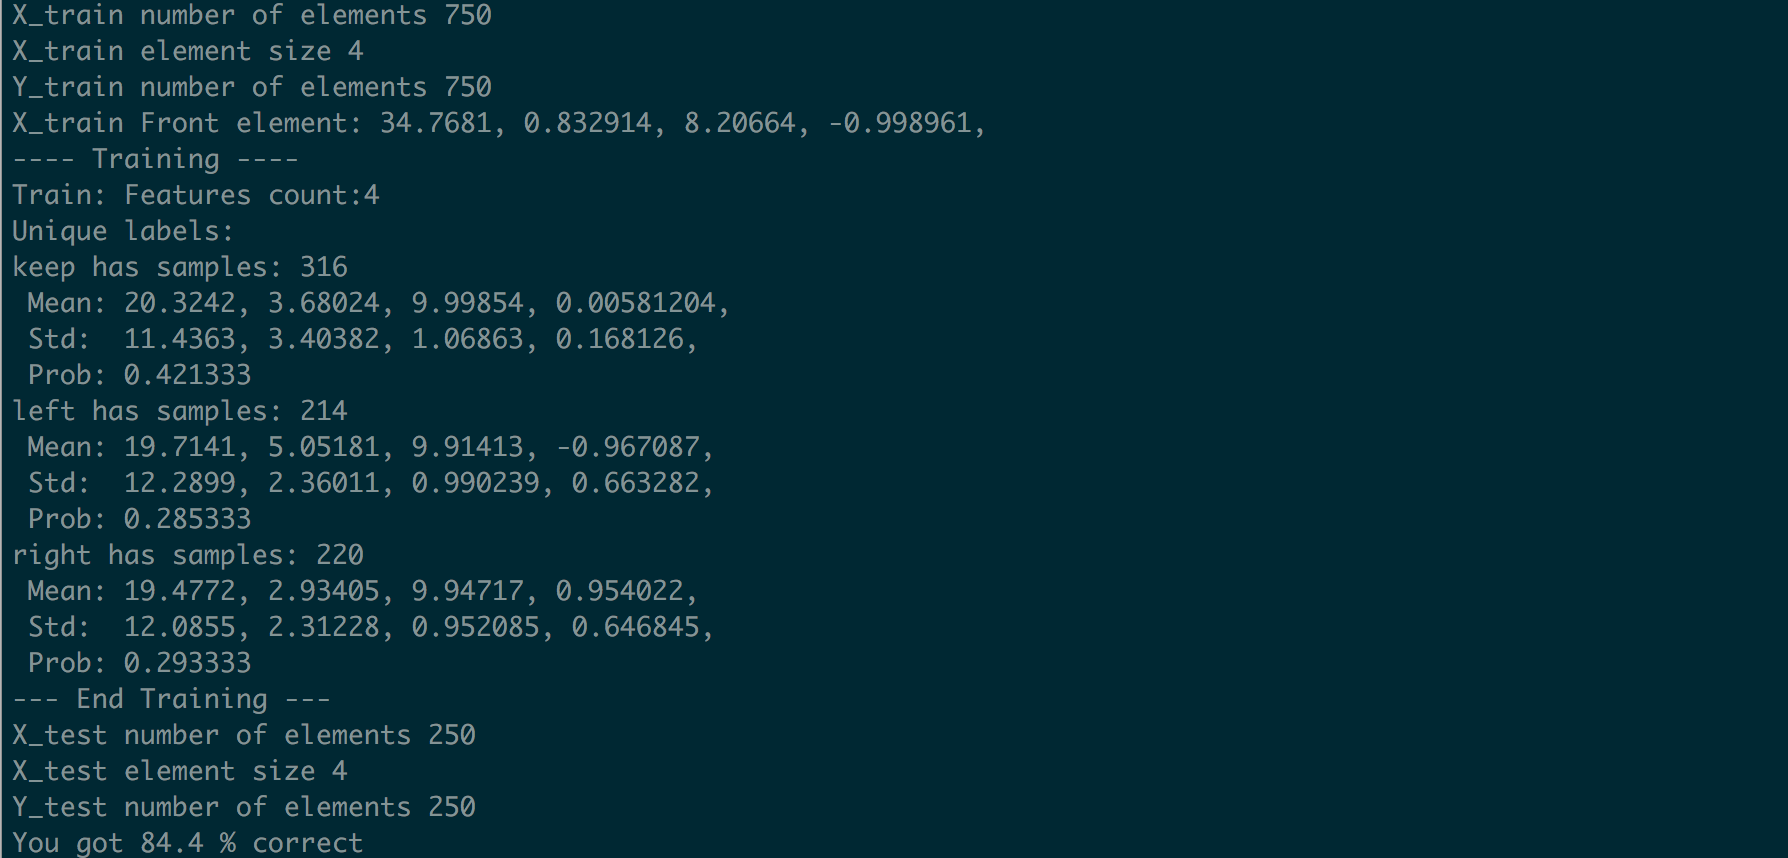 X_train number of elements 750
X_train element size 4
Y_train number of elements 750
X_train Front element: 34.7681, 0.832914, 8.20664, -0.998961,
---- Training ----
Train: Features count:4
Unique labels:
keep has samples: 316
 Mean: 20.3242, 3.68024, 9.99854, 0.00581204,
 Std:  11.4363, 3.40382, 1.06863, 0.168126,
 Prob: 0.421333
left has samples: 214
 Mean: 19.7141, 5.05181, 9.91413, -0.967087,
 Std:  12.2899, 2.36011, 0.990239, 0.663282,
 Prob: 0.285333
right has samples: 220
 Mean: 19.4772, 2.93405, 9.94717, 0.954022,
 Std:  12.0855, 2.31228, 0.952085, 0.646845,
 Prob: 0.293333
--- End Training ---
X_test number of elements 250
X_test element size 4
Y_test number of elements 250
You got 84.4 % correct